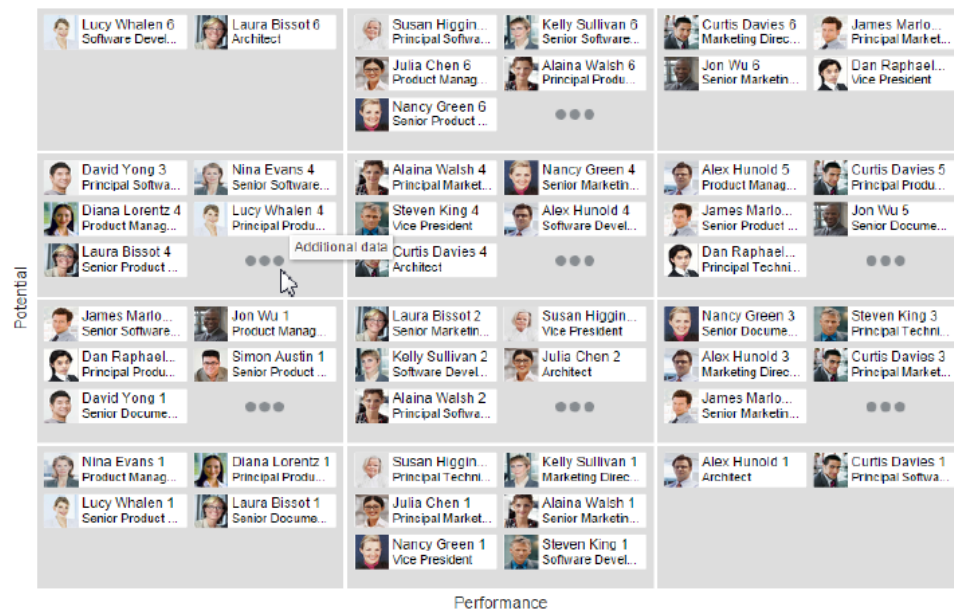 Lucy Whalen 6
Software Devel...
Laura Bissot 6
Architect
Susan Higgin...
Principal Softwa...
Kelly Sullivan 6
Senior Software...
Julia Chen 6
Product Manag...
Alaina Walsh 6
Principal Produ...
Nancy Green 6
Senior Product ...
Curtis Davies 6
Marketing Direc...
James Marlo...
Principal Market...
Jon Wu 6
Senior Marketin...
Dan Raphael...
Vice President
David Yong 3
Principal Softwa...
Nina Evans 4
Senior Software...
Diana Lorentz 4
Product Manag...
Lucy Whalen 4
Principal Produ...
Laura Bissot 4
Senior Product ...
Additional data
Alaina Walsh 4
Principal Market...
Nancy Green 4
Senior Marketin...
Steven King 4
Vice President
Alex Hunold 4
Software Devel...
Curtis Davies 4
Architect
Alex Hunold 5
Product Manag...
Curtis Davies 5
Principal Produ...
James Marlo...
Senior Product ...
Jon Wu 5
Senior Docume...
Dan Raphael...
Principal Techni...
Potential
James Marlo...
Senior Software...
Jon Wu 1
Product Manag...
Dan Raphael...
Principal Produ...
Simon Austin 1
Senior Product ...
David Yong 1
Senior Docume...
Laura Bissot 2
Senior Marketin...
Susan Higgin...
Vice President
Kelly Sullivan 2
Software Devel...
Julia Chen 2
Architect
Alaina Walsh 2
Principal Softwa...
Nancy Green 3
Senior Docume...
Steven King 3
Principal Techni...
Alex Hunold 3
Marketing Direc...
Curtis Davies 3
Principal Market...
James Marlo...
Senior Marketin...
Nina Evans 1
Product Manag...
Diana Lorentz 1
Principal Produ...
Lucy Whalen 1
Senior Product ...
Laura Bissot 1
Senior Docume...
Susan Higgin...
Principal Techni...
Kelly Sullivan 1
Marketing Direc...
Julia Chen 1
Principal Market...
Alaina Walsh 1
Senior Marketin...
Nancy Green 1
Vice President
Steven King 1
Software Devel...
Alex Hunold 1
Architect
Curtis Davies 1
Principal Softwa...
Performance